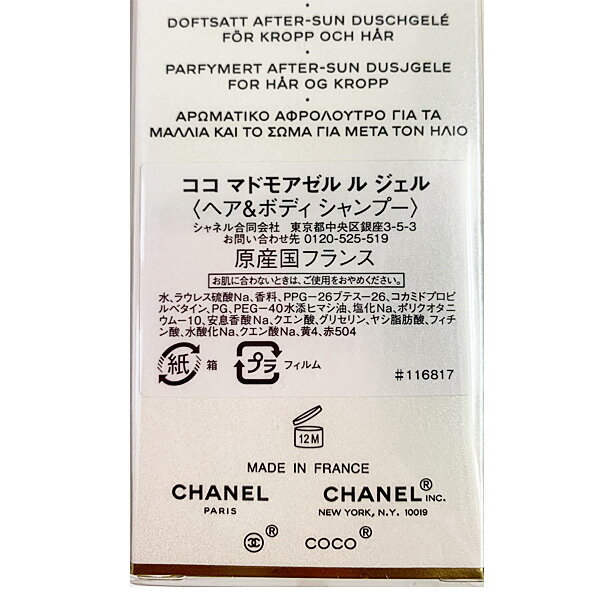 DOFTSATT AFTER-SUN DUSCHGELÉ
FÖR KROPP OCH HÅR
PARFYMERT AFTER-SUN DUSJGELE
FOR HÅR OG KROPP
ΑΡΩΜΑΤΙΚΟ ΑΦΡΟΛΟΥΤΡΟ ΓΙΑ ΤΑ
ΜΑΛΛΙΑ ΚΑΙ ΤΟ ΣΩΜΑ ΓΙΑ ΜΕΤΑ ΤΟΝ ΗΛΙΟ
ココ マドモアゼル ル ジェル
〈ヘア&ボディ シャンプー〉
シャネル合同会社 東京都中央区銀座3-5-3
お問い合わせ先 0120-525-519
原産国フランス
お肌に合わないときは、ご使用をおやめください。
水、ラウレス硫酸Na、香料、PPG-26ブテス-26、コカミドプロピ
ルベタイン、PG、PEG-40水添ヒマシ油、塩化Na、ポリクオタニ
ウム-10、安息香酸Na、クエン酸、グリセリン、ヤシ脂肪酸、フィチ
ン酸、水酸化Na、クエン酸Na、黄4、赤504
紙 箱 プラ フィルム #116817
12M
MADE IN FRANCE
CHANEL CHANEL® INC.
PARIS NEW YORK, N.Y. 10019
® COCO®